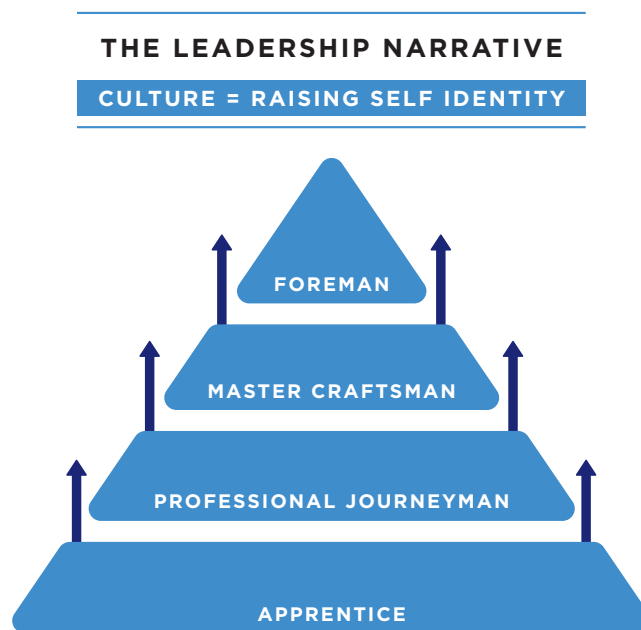 THE LEADERSHIP NARRATIVE
CULTURE = RAISING SELF IDENTITY
FOREMAN
MASTER CRAFTSMAN
PROFESSIONAL JOURNEYMAN
APPRENTICE